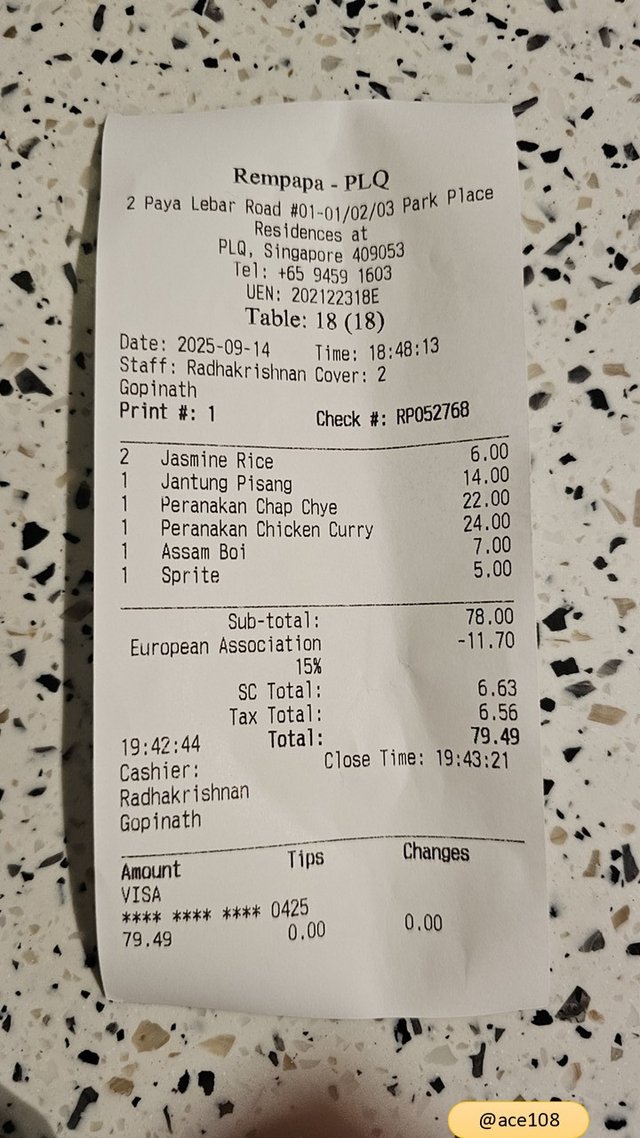 Rempapa - PLQ
2 Paya Lebar Road #01-01/02/03 Park Place
Residences at
PLQ, Singapore 409053
Tel: +65 9459 1603
UEN: 202122318E
Table: 18 (18)
Date: 2025-09-14 Time: 18:48:13
Staff: Radhakrishnan Cover: 2
Gopinath
Print #: 1 Check #: RP052768
2 Jasmine Rice 6.00
1 Jantung Pisang 14.00
1 Peranakan Chap Chye 22.00
1 Peranakan Chicken Curry 24.00
1 Assam Boi 7.00
1 Sprite 5.00
Sub-total: 78.00
European Association -11.70
15%
SC Total: 6.63
Tax Total: 6.56
19:42:44 Total: 79.49
Cashier: Close Time: 19:43:21
Radhakrishnan
Gopinath
Amount Tips Changes
VISA
**** **** **** 0425
79.49 0.00 0.00
@ace108